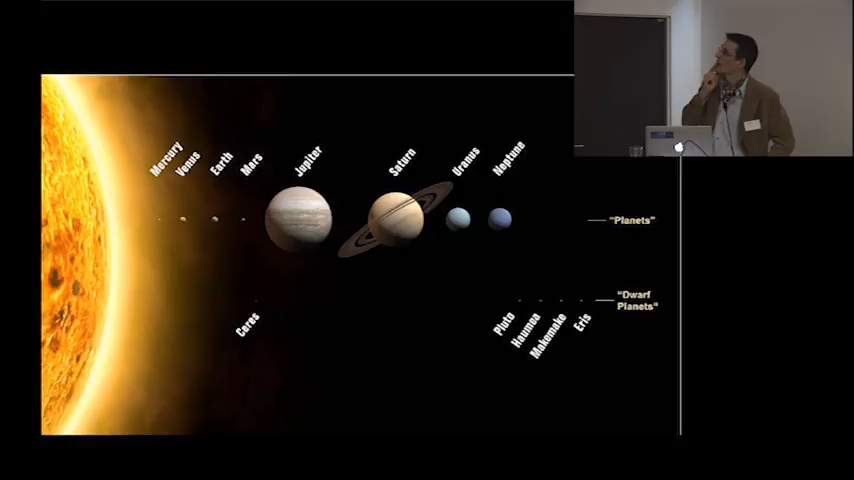 Mercury
Venus
Earth
Mars
Jupiter
Saturn
Uranus
Neptune
"Planets"
Ceres
Pluto
Haumea
Makemake
Eris
"Dwarf
Planets"